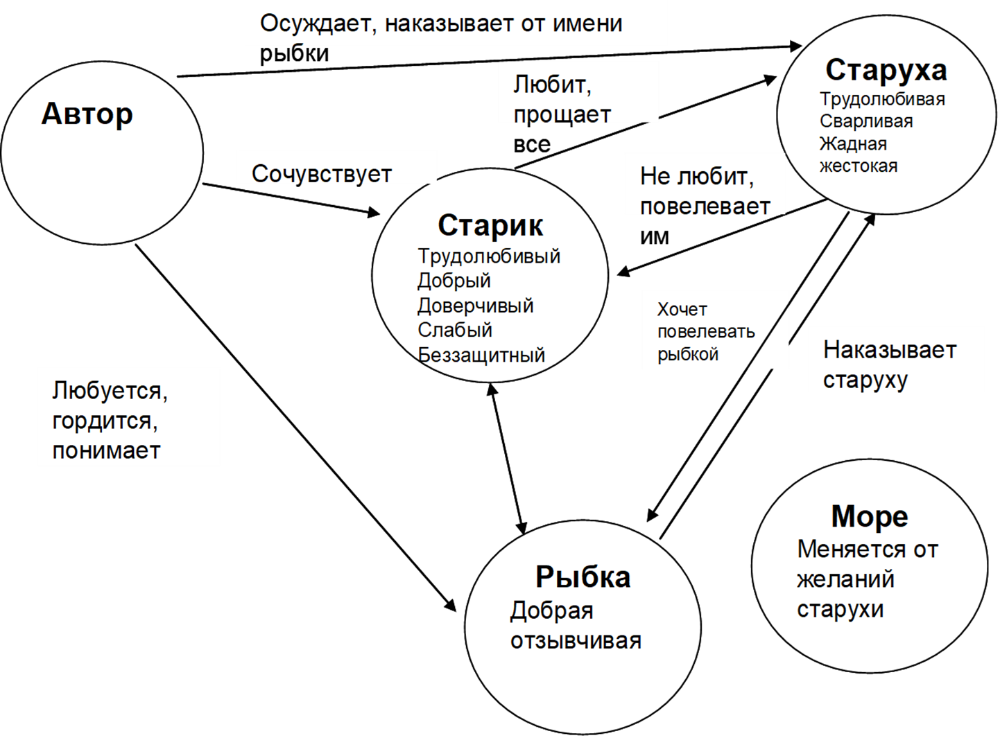 Осуждает, наказывает от имени
рыбки
Автор
Старуха
Трудолюбивая
Сварливая
Жадная
жестокая
Любит,
прощает
все
Сочувствует
Не любит,
повелевает
им
Старик
Трудолюбивый
Добрый
Доверчивый
Слабый
Беззащитный
Хочет
повелевать
рыбкой
Наказывает
старуху
Любуется,
гордится,
понимает
Рыбка
Добрая
отзывчивая
Море
Меняется от
желаний
старухи